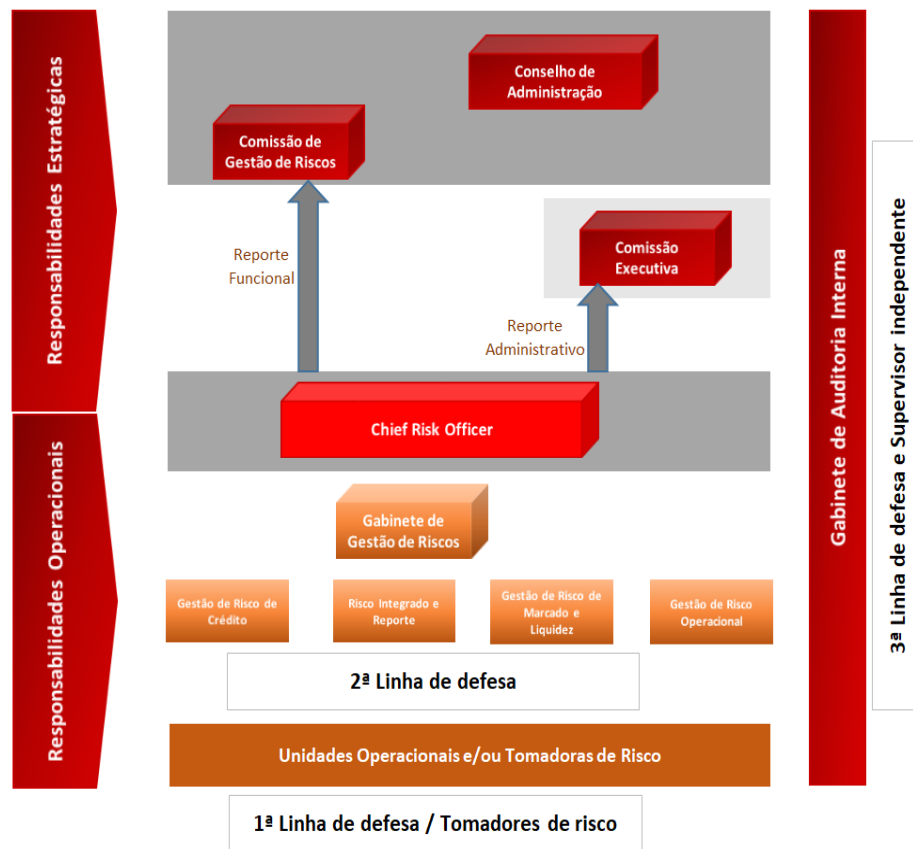 Responsabilidades Estratégicas
Conselho de
Administração
Comissão de
Gestão de Riscos
Comissão
Executiva
Reporte
Funcional
Reporte
Administrativo
Chief Risk Officer
Responsabilidades Operacionais
Gabinete de
Gestão de Riscos
Gestão de Risco de
Crédito
Risco Integrado e
Reporte
Gestão de Risco de
Marcado e
Liquidez
Gestão de Risco
Operacional
2ª Linha de defesa
Unidades Operacionais e/ou Tomadoras de Risco
1ª Linha de defesa / Tomadores de risco
Gabinete de Auditoria Interna
3ª Linha de defesa e Supervisor independente